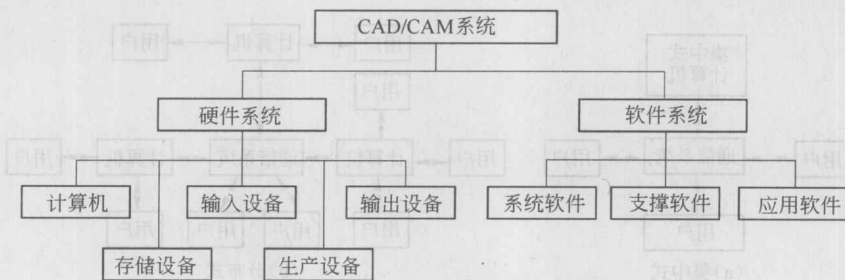 CAD/CAM系统
硬件系统
软件系统
计算机
输入设备
输出设备
系统软件
支撑软件
应用软件
存储设备
生产设备